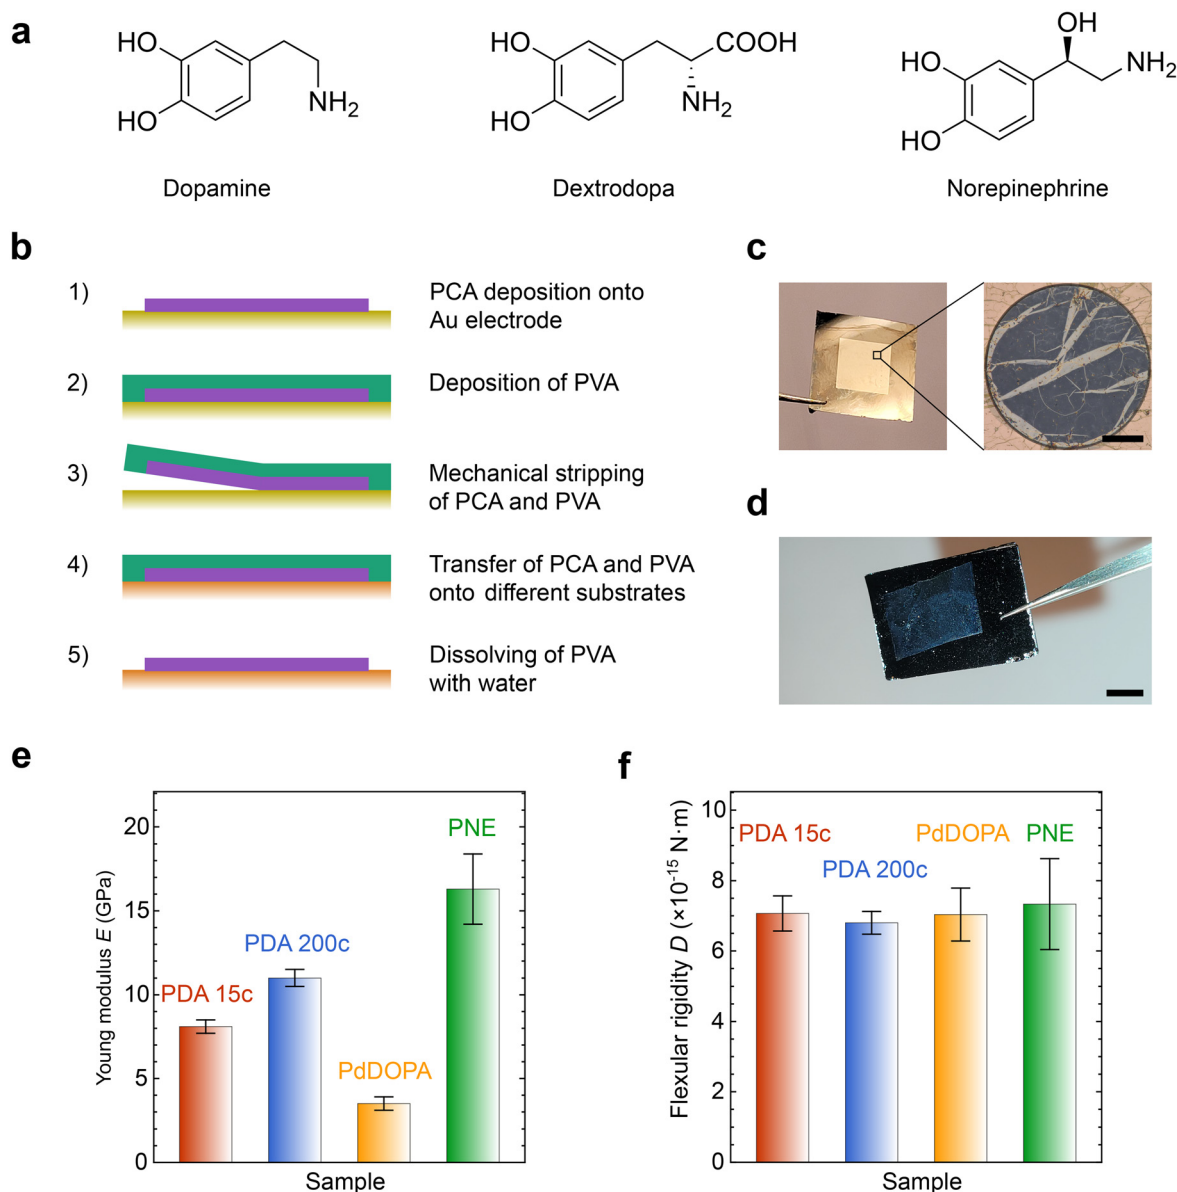 a
HO
HO
NH₂
Dopamine
HO
HO
COOH
NH₂
Dextrodopa
OH
HO
HO
NH₂
Norepinephrine
b
1)
PCA deposition onto
Au electrode
2)
Deposition of PVA
3)
Mechanical stripping
of PCA and PVA
4)
Transfer of PCA and PVA
onto different substrates
5)
Dissolving of PVA
with water
c
d
e
Young modulus E (GPa)
20
15
10
5
0
PDA 15c
PDA 200c
PdDOPA
PNE
Sample
f
Flexular rigidity D (×10⁻¹⁵ N·m)
10
8
6
4
2
0
PDA 15c
PDA 200c
PdDOPA
PNE
Sample